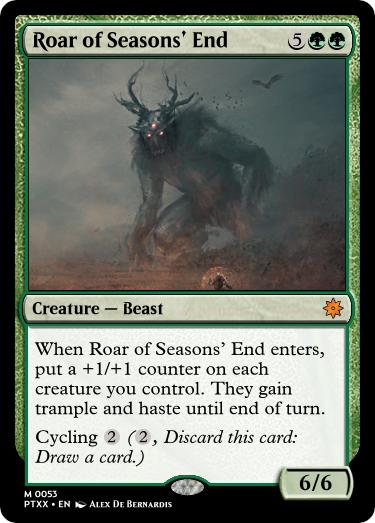 Roar of Seasons' End 5
Creature — Beast
When Roar of Seasons' End enters,
put a +1/+1 counter on each
creature you control. They gain
trample and haste until end of turn.
Cycling 2 (2, Discard this card:
Draw a card.)
6/6
M 0053
PTXX • EN Alex De Bernardis